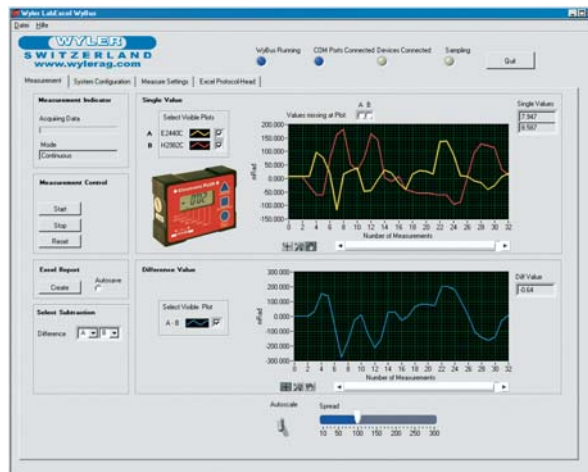 Wyler LabExcel WyBus
Datei Hilfe
WYLER
SWITZERLAND
www.wylerag.com
WyBus Running
COM Ports Connected
Devices Connected
Sampling
Quit
Measurement
System Configuration
Measure Settings
Excel Protocol-Head
Measurement Indicator
Acquiring Data
Mode
Continuous
Measurement Control
Start
Stop
Reset
Excel Report
Create
Autosave
Select Subtraction
Difference A B
Single Value
Select Visible Plots
A E2440C
B H2982C
A B
Values missing at Plot:
Single Values
7.947
8.587
200.000
150.000
100.000
50.000
0.000
-50.000
-100.000
-150.000
mRad
0 2 4 6 8 10 12 14 16 18 20 22 24 26 28 30 32
Number of Measurements
Difference Value
Select Visible Plot
A - B
Diff Value
-0.64
300.000
200.000
100.000
0.000
-100.000
-200.000
-300.000
mRad
0 2 4 6 8 10 12 14 16 18 20 22 24 26 28 30 32
Number of Measurements
Autoscale
Spread
10 50 100 150 200 250 300